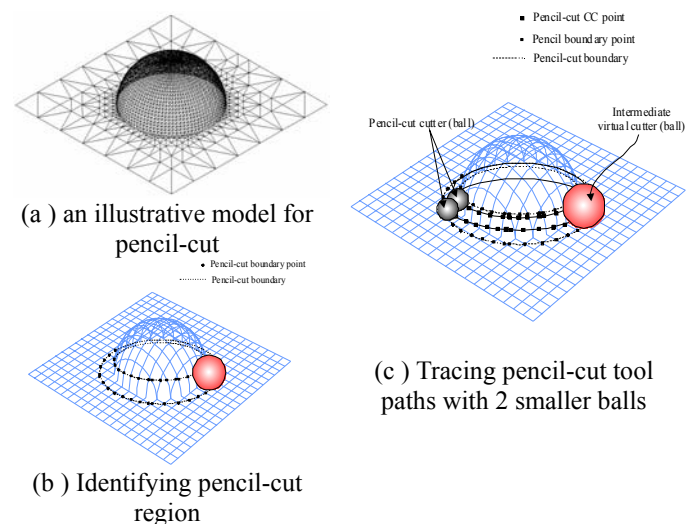 (a ) an illustrative model for
pencil-cut
Pencil-cut boundary point
Pencil-cut boundary
(b ) Identifying pencil-cut
region
Pencil-cut CC point
Pencil boundary point
Pencil-cut boundary
Pencil-cut cutter (ball)
Intermediate
virtual cutter (ball)
(c ) Tracing pencil-cut tool
paths with 2 smaller balls